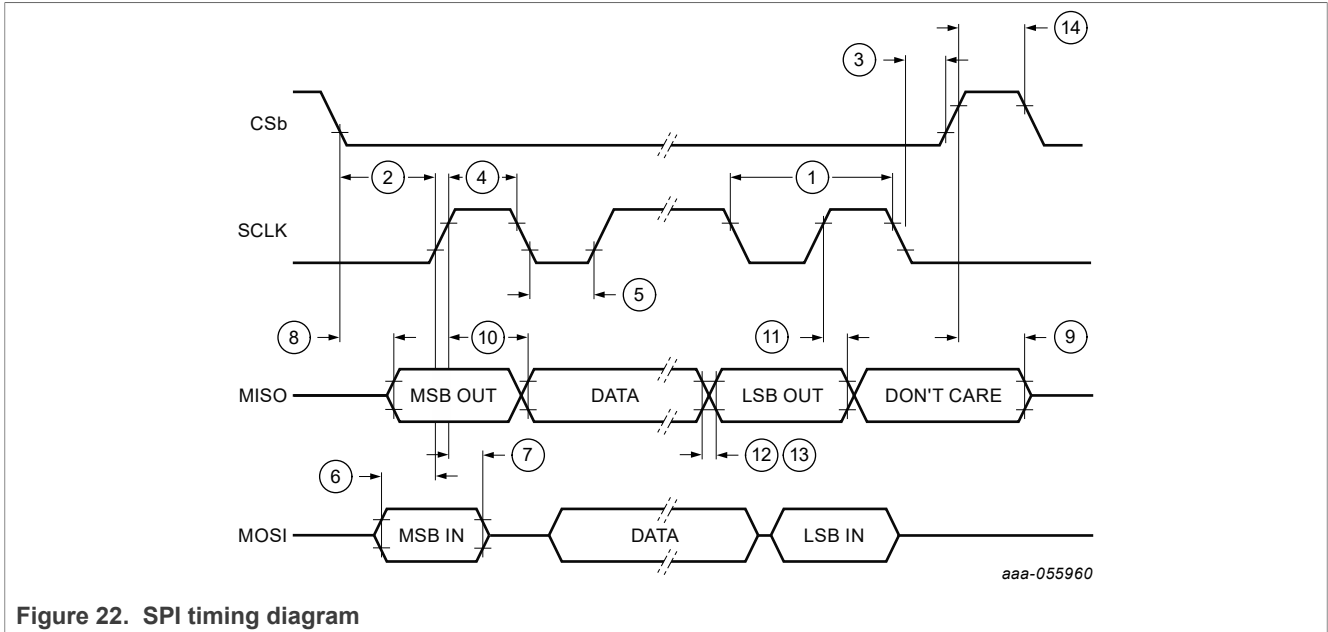 14
3
CSb
2
4
1
SCLK
5
8
10
11
9
MISO
MSB OUT
DATA
LSB OUT
DON'T CARE
7
12
13
6
MOSI
MSB IN
DATA
LSB IN
aaa-055960
Figure 22. SPI timing diagram